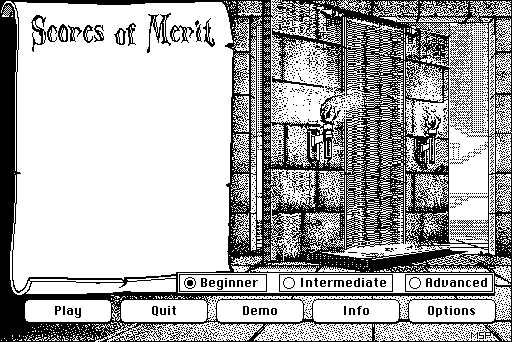 Scores of Merit
Beginner Intermediate Advanced
Play Quit Demo Info Options